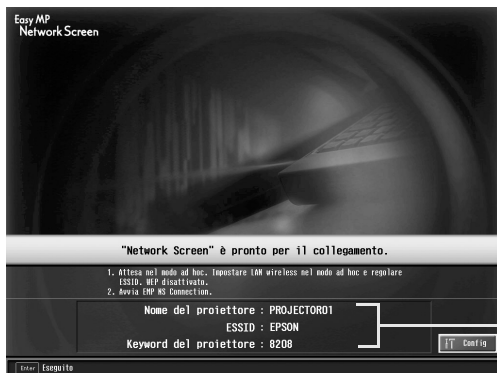 Easy MP
Network Screen
"Network Screen" è pronto per il collegamento.
1. Attesa nel modo ad hoc. Impostare LAN wireless nel modo ad hoc e regolare
ESSID. WEP disattivato.
2. Avvia EMP NS Connection.
Nome del proiettore : PROJECTOR01
ESSID : EPSON
Keyword del proiettore : 8208
Config
Enter Eseguito